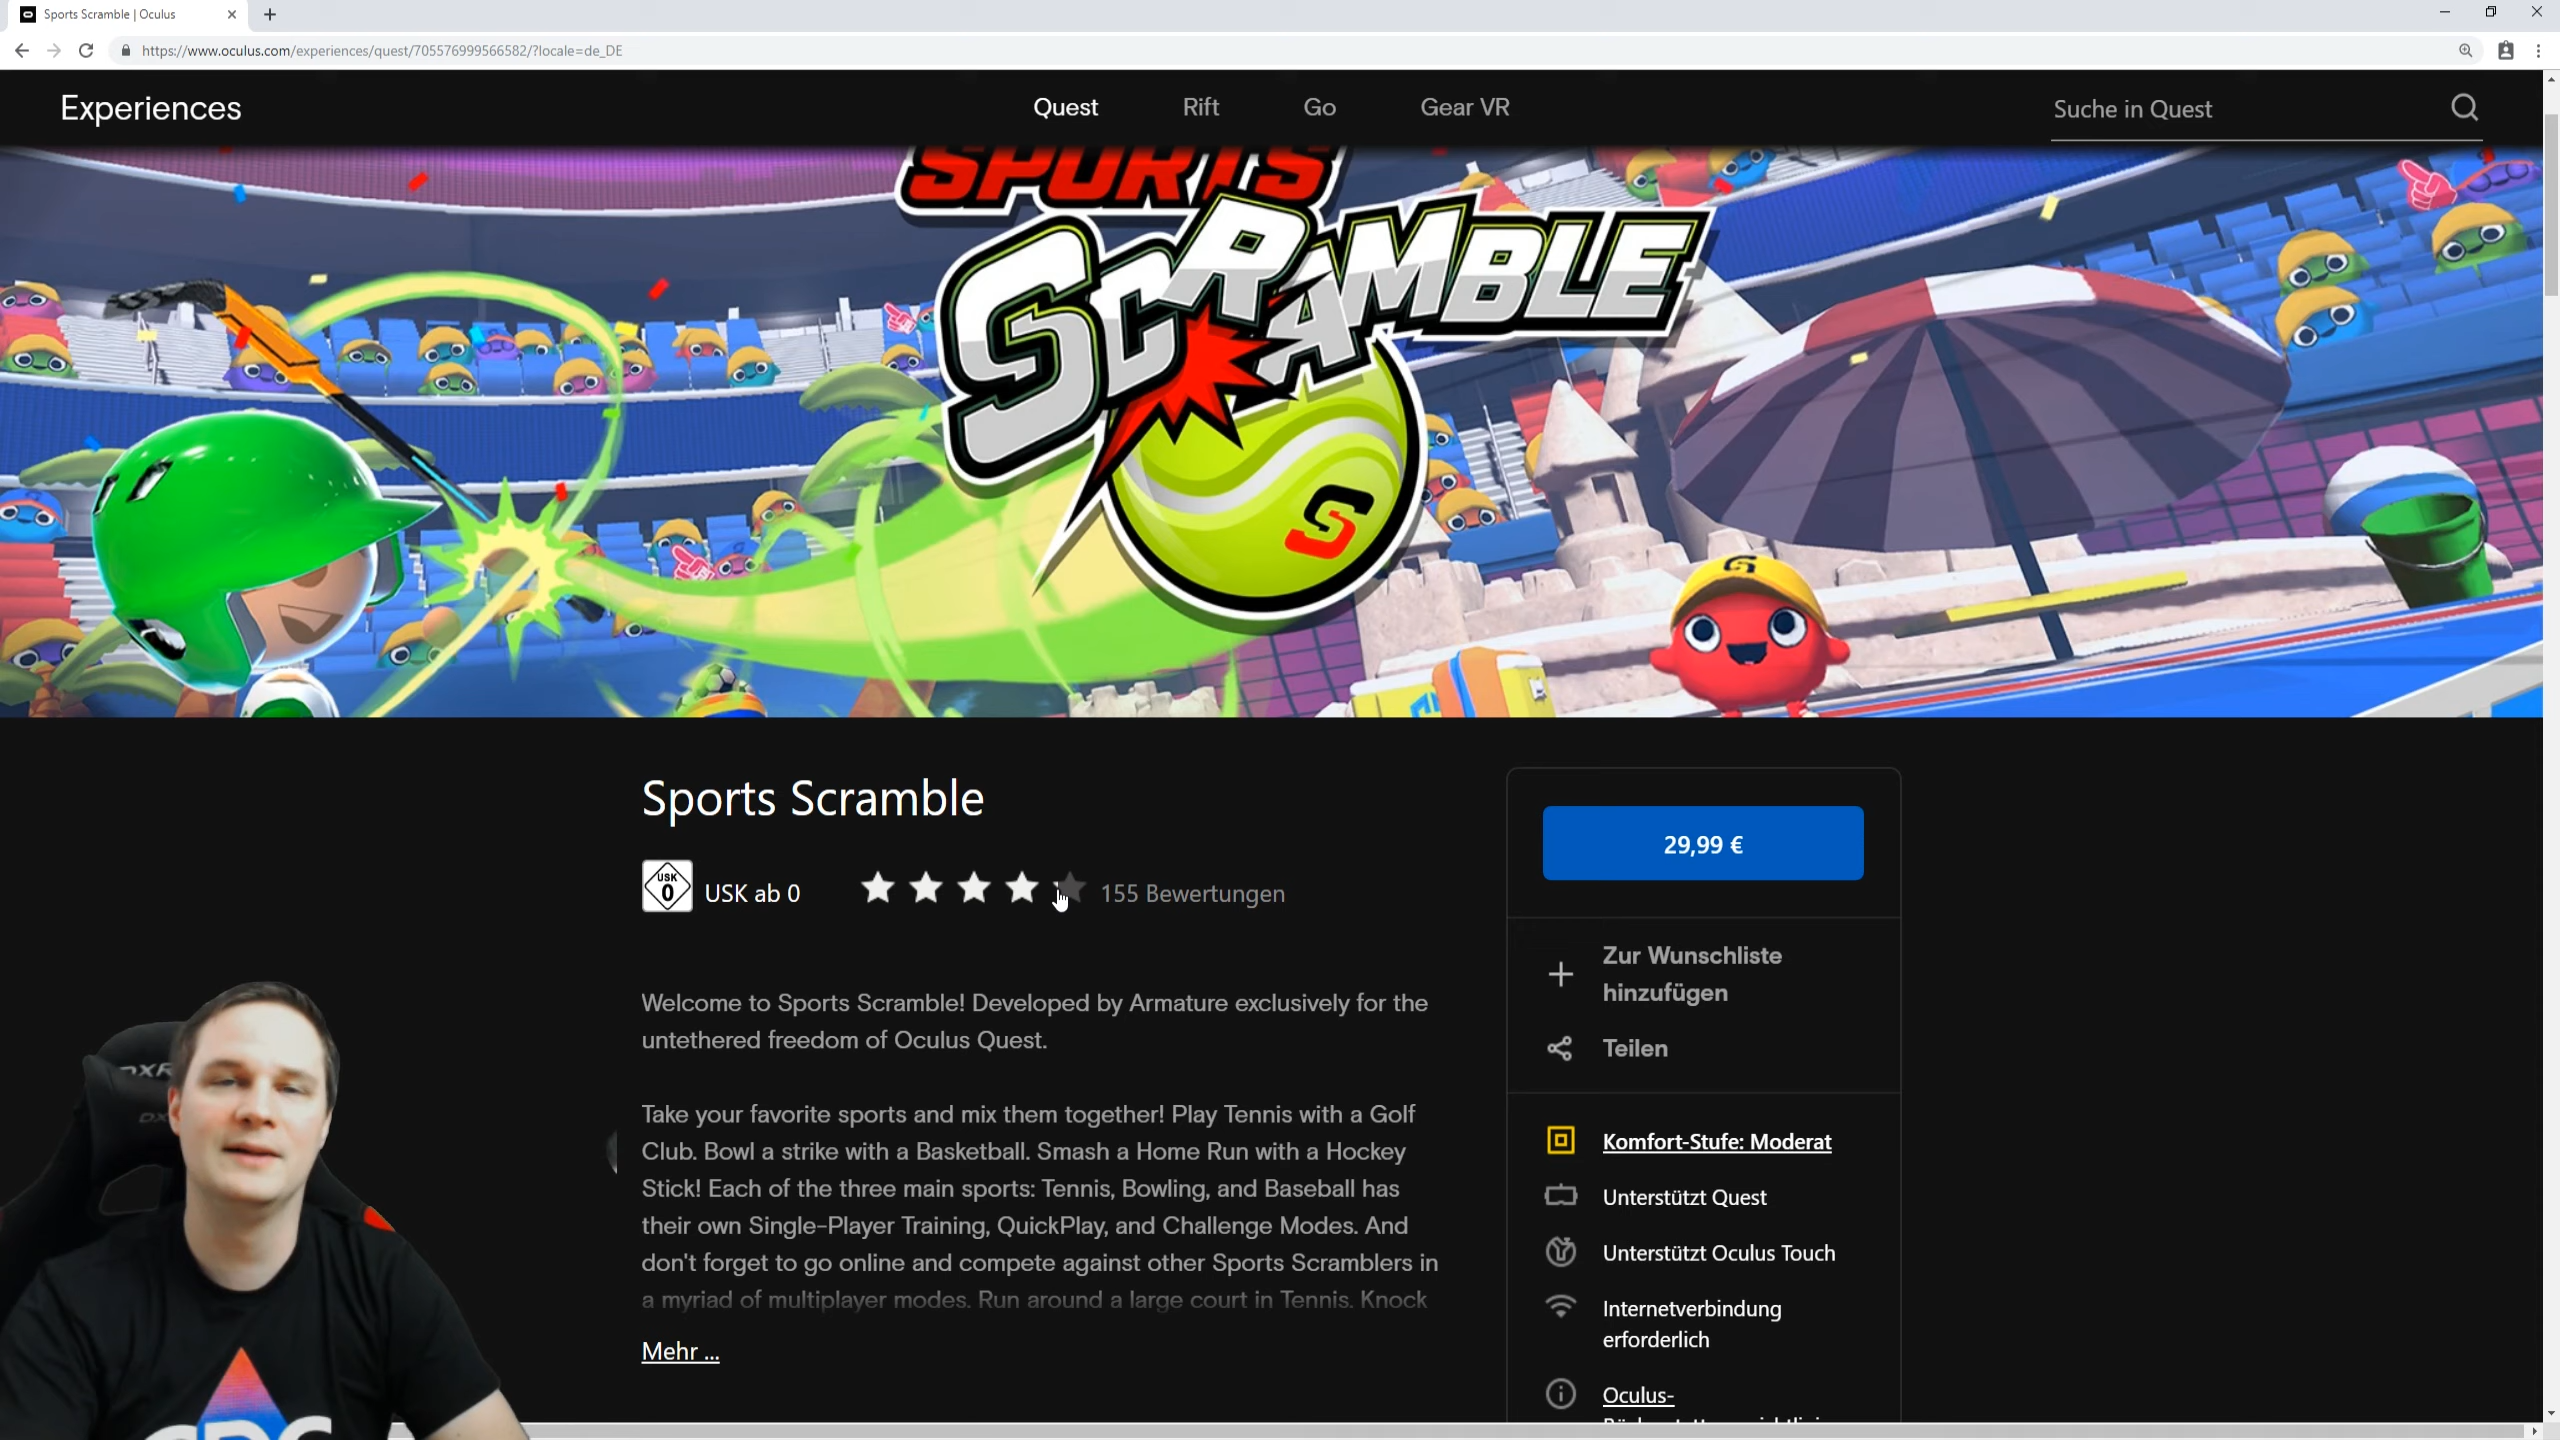 Sports Scramble | Oculus
https://www.oculus.com/experiences/quest/705576999566582/?locale=de_DE
Experiences
Quest
Rift
Go
Gear VR
Suche in Quest
SPORTS
SCRAMBLE
S
G
Sports Scramble
USK
0
USK ab 0
155 Bewertungen
Welcome to Sports Scramble! Developed by Armature exclusively for the
untethered freedom of Oculus Quest.
Take your favorite sports and mix them together! Play Tennis with a Golf
Club. Bowl a strike with a Basketball. Smash a Home Run with a Hockey
Stick! Each of the three main sports: Tennis, Bowling, and Baseball has
their own Single-Player Training, QuickPlay, and Challenge Modes. And
don't forget to go online and compete against other Sports Scramblers in
a myriad of multiplayer modes. Run around a large court in Tennis. Knock
Mehr ...
29,99 €
Zur Wunschliste
hinzufügen
Teilen
Komfort-Stufe: Moderat
Unterstützt Quest
Unterstützt Oculus Touch
Internetverbindung
erforderlich
Oculus-